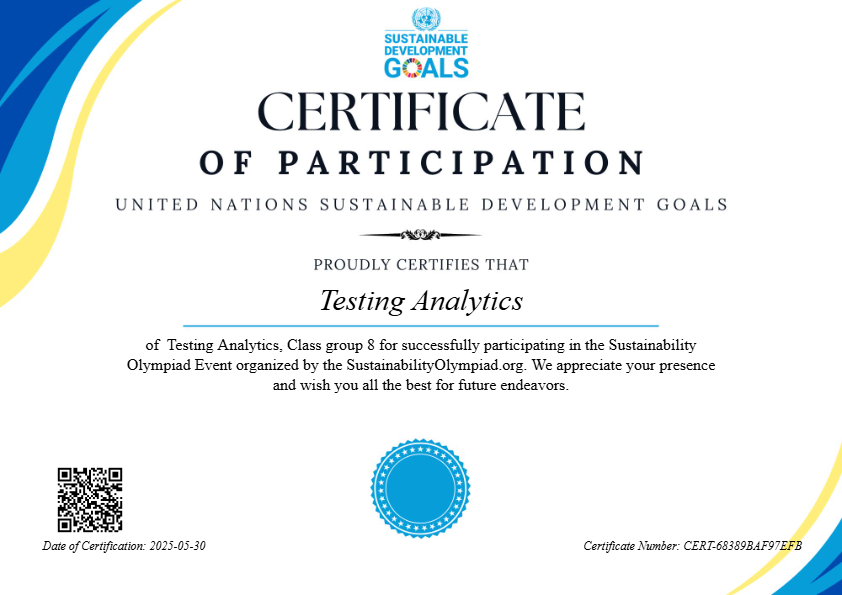 SUSTAINABLE
DEVELOPMENT
GOALS
CERTIFICATE
OF PARTICIPATION
UNITED NATIONS SUSTAINABLE DEVELOPMENT GOALS
PROUDLY CERTIFIES THAT
Testing Analytics
of Testing Analytics, Class group 8 for successfully participating in the Sustainability
Olympiad Event organized by the SustainabilityOlympiad.org. We appreciate your presence
and wish you all the best for future endeavors.
Date of Certification: 2025-05-30
Certificate Number: CERT-68389BAF97EFB